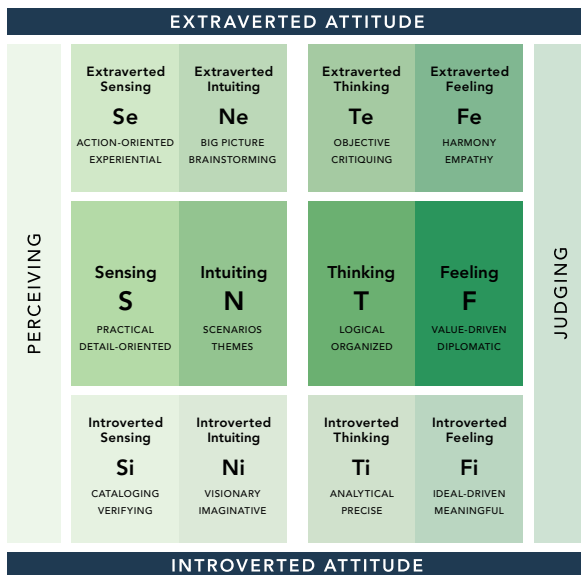 EXTRAVERTED ATTITUDE
PERCEIVING
Extraverted
Sensing
Se
ACTION-ORIENTED
EXPERIENTIAL
Extraverted
Intuiting
Ne
BIG PICTURE
BRAINSTORMING
Extraverted
Thinking
Te
OBJECTIVE
CRITIQUING
Extraverted
Feeling
Fe
HARMONY
EMPATHY
Sensing
S
PRACTICAL
DETAIL-ORIENTED
Intuiting
N
SCENARIOS
THEMES
Thinking
T
LOGICAL
ORGANIZED
Feeling
F
VALUE-DRIVEN
DIPLOMATIC
Introverted
Sensing
Si
CATALOGING
VERIFYING
Introverted
Intuiting
Ni
VISIONARY
IMAGINATIVE
Introverted
Thinking
Ti
ANALYTICAL
PRECISE
Introverted
Feeling
Fi
IDEAL-DRIVEN
MEANINGFUL
JUDGING
INTROVERTED ATTITUDE